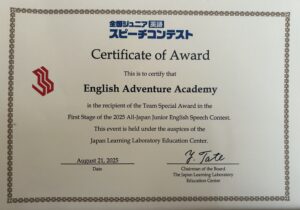 全国ジュニア英語
スピーチコンテスト
Certificate of Award
This is to certify that
English Adventure Academy
is the recipient of the Team Special Award in the
First Stage of the 2025 All-Japan Junior English Speech Contest.
This event is held under the auspices of the
Japan Learning Laboratory Education Center.
August 21, 2025
Date
Y. Tate
Chairman of the Board
The Japan Learning Laboratory
Education Center